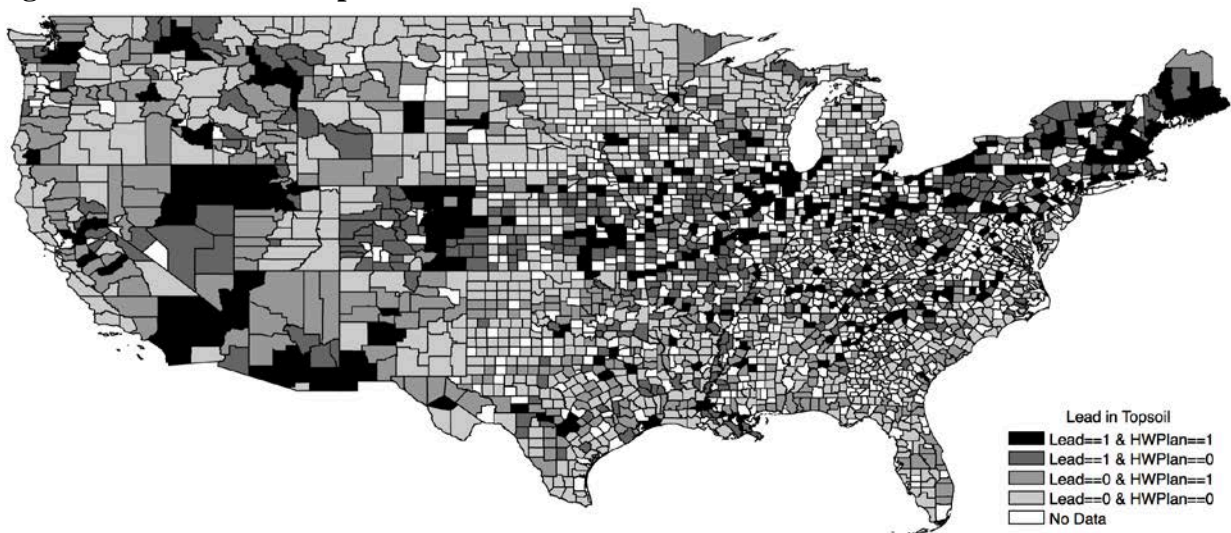 Lead in Topsoil
Lead==1 & HWPlan==1
Lead==1 & HWPlan==0
Lead==0 & HWPlan==1
Lead==0 & HWPlan==0
No Data